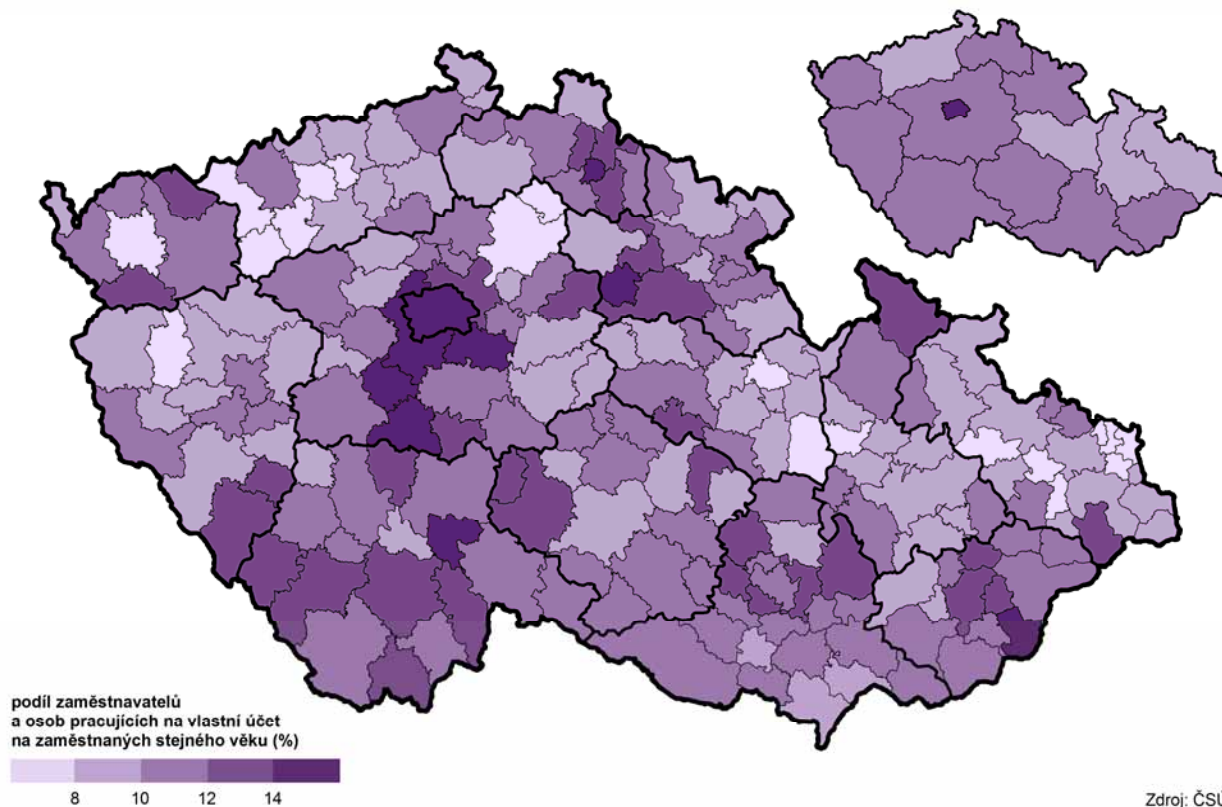 podíl zaměstnavatelů
a osob pracujících na vlastní účet
na zaměstnaných stejného věku (%)
8 10 12 14
Zdroj: ČSÚ